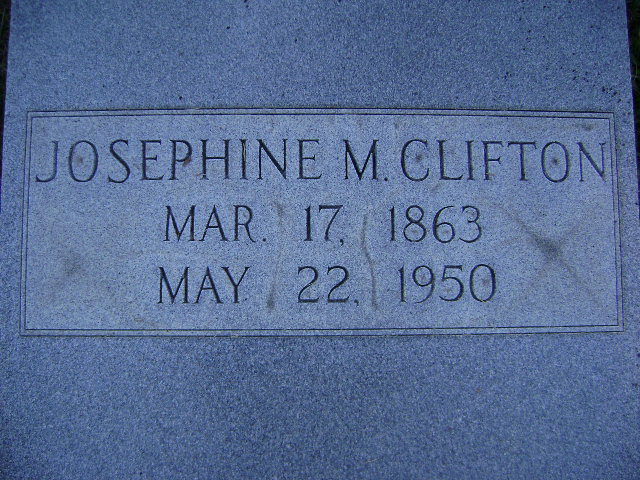 JOSEPHINE M. CLIFTON
MAR. 17, 1863
MAY 22, 1950